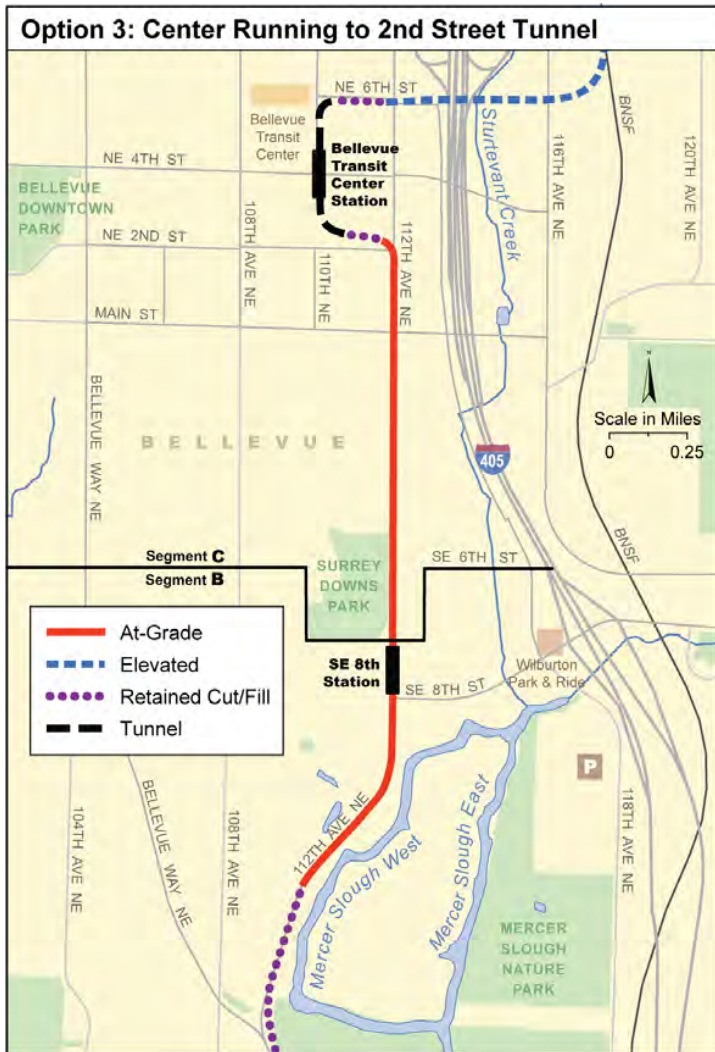 Option 3: Center Running to 2nd Street Tunnel
NE 6TH ST
Bellevue
Transit
Center
Bellevue
Transit
Center
Station
NE 4TH ST
BELLEVUE
DOWNTOWN
PARK
NE 2ND ST
108TH AVE NE
110TH NE
112TH AVE NE
Sturtevant Creek
116TH AVE NE
BNSF
120TH AVE NE
MAIN ST
BELLEVUE WAY NE
BELLEVUE
N
Scale in Miles
0 0.25
405
BNSF
Segment C
Segment B
SURREY
DOWNS
PARK
SE 6TH ST
At-Grade
Elevated
Retained Cut/Fill
Tunnel
SE 8th
Station
SE 8TH ST
Wilburton
Park & Ride
P
104TH AVE NE
BELLEVUE WAY NE
108TH AVE NE
112TH AVE NE
Mercer Slough West
Mercer Slough East
118TH AVE NE
MERCER
SLOUGH
NATURE
PARK